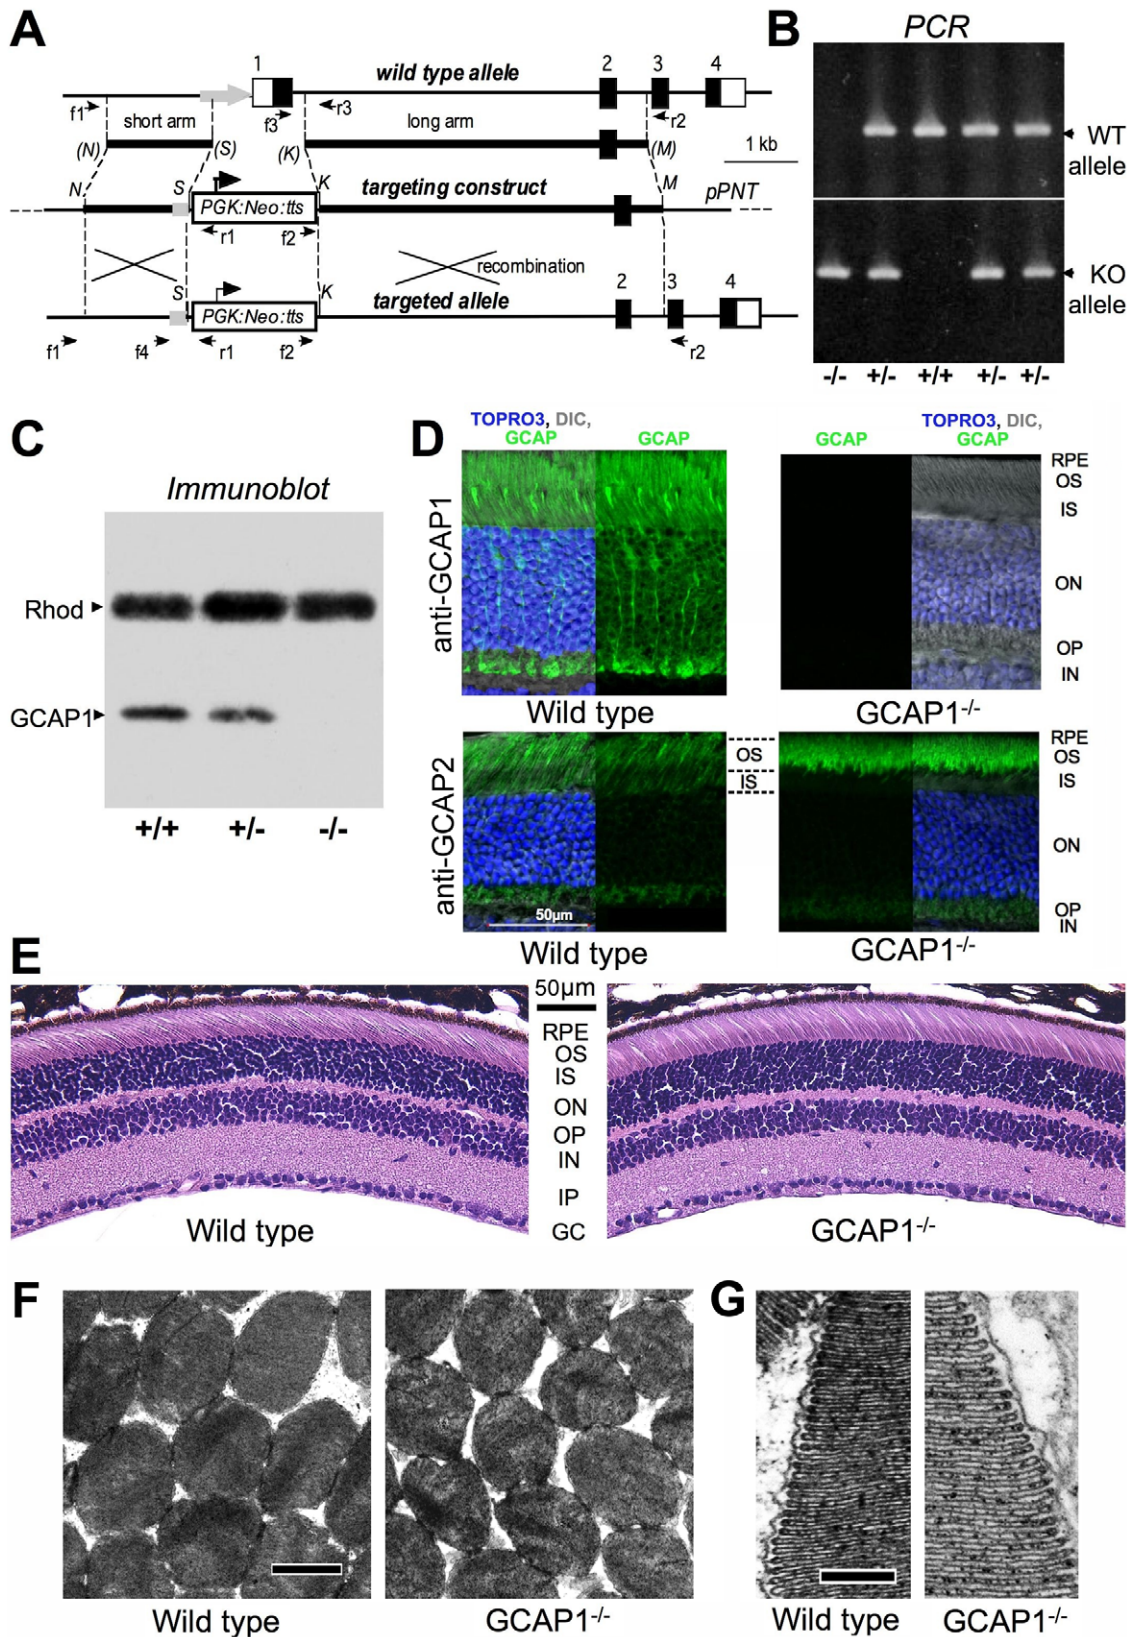 A
1 wild type allele 2 3 4
f1 f3 r3 r2
short arm long arm
(N) (S) (K) (M) 1 kb
N S K targeting construct M pPNT
PGK:Neo:tts
r1 f2
recombination
S K targeted allele 2 3 4
PGK:Neo:tts
f1 f4 r1 f2 r2
B
PCR
WT
allele
KO
allele
-/- +/- +/+ +/- +/-
C
Immunoblot
Rhod
GCAP1
+/+ +/- -/-
D
TOPRO3, DIC,
GCAP GCAP
GCAP TOPRO3, DIC,
GCAP
anti-GCAP1
RPE
OS
IS
ON
OP
IN
Wild type GCAP1-/-
anti-GCAP2
OS
IS
RPE
OS
IS
ON
OP
IN
50µm
Wild type GCAP1-/-
E
50µm
RPE
OS
IS
ON
OP
IN
IP
GC
Wild type GCAP1-/-
F
Wild type GCAP1-/-
G
Wild type GCAP1-/-